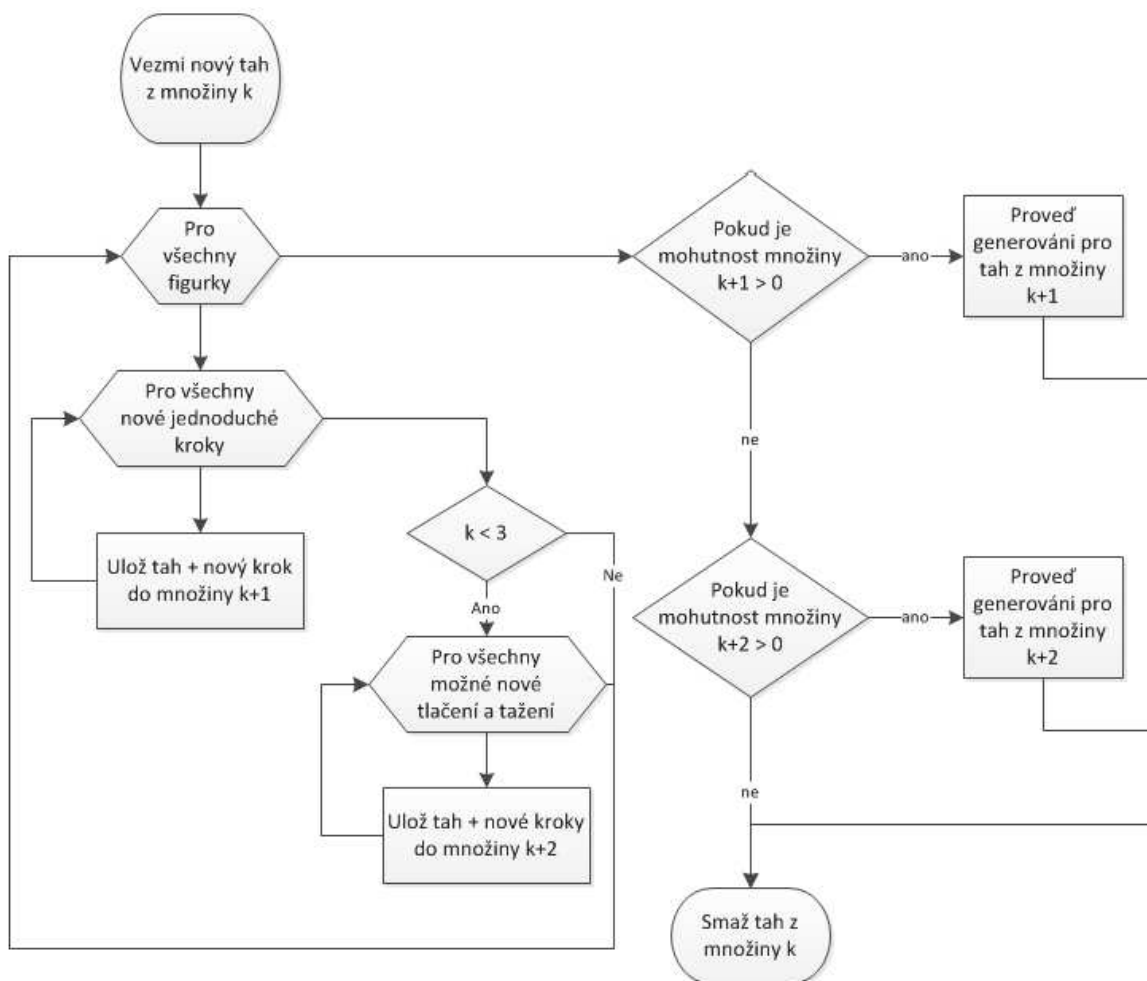 Vezmi nový tah
z množiny k
Pro
všechny
figurky
Pokud je
mohutnost množiny
k+1 > 0
ano
Proveď
generováni pro
tah z množiny
k+1
Pro všechny
nové jednoduché
kroky
ne
k < 3
Ulož tah + nový krok
do množiny k+1
Ne
Ano
Pokud je
mohutnost množiny
k+2 > 0
ano
Proveď
generováni pro
tah z množiny
k+2
Pro všechny
možné nové
tlačení a tažení
ne
Ulož tah + nové kroky
do množiny k+2
Smaž tah z
množiny k